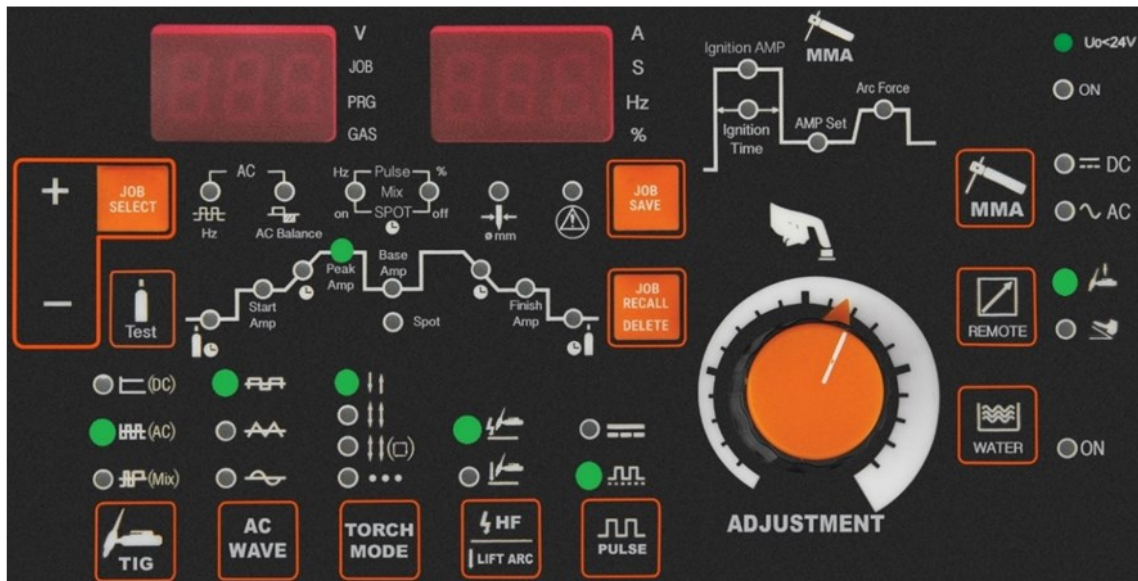 V
JOB
PRG
GAS
A
S
Hz
%
Ignition AMP
MMA
Ignition
Time
AMP Set
Arc Force
Uo<24V
ON
+
−
JOB
SELECT
AC
Hz
AC Balance
Hz Pulse %
Mix
on SPOT off
ø mm
JOB
SAVE
MMA
DC
AC
Test
Start
Amp
Peak
Amp
Base
Amp
Spot
Finish
Amp
JOB
RECALL
DELETE
REMOTE
(DC)
(AC)
(Mix)
WATER
ON
TIG
AC
WAVE
TORCH
MODE
HF
LIFT ARC
PULSE
ADJUSTMENT